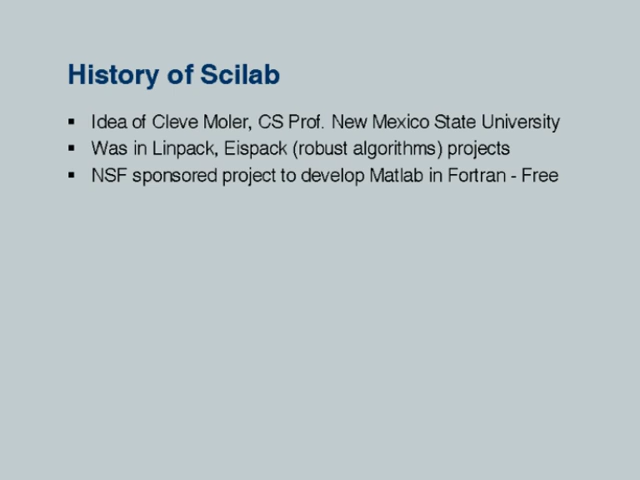 History of Scilab
▪ Idea of Cleve Moler, CS Prof. New Mexico State University
▪ Was in Linpack, Eispack (robust algorithms) projects
▪ NSF sponsored project to develop Matlab in Fortran - Free